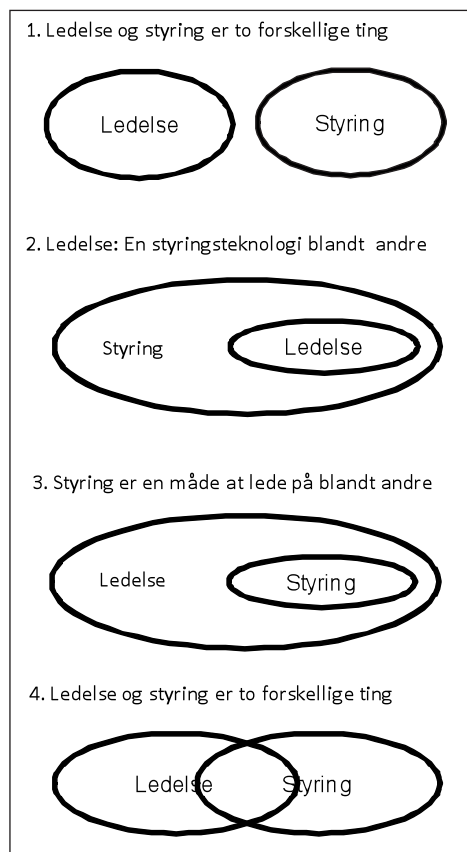 1. Ledelse og styring er to forskellige ting
Ledelse Styring
2. Ledelse: En styringsteknologi blandt andre
Styring Ledelse
3. Styring er en måde at lede på blandt andre
Ledelse Styring
4. Ledelse og styring er to forskellige ting
Ledelse Styring